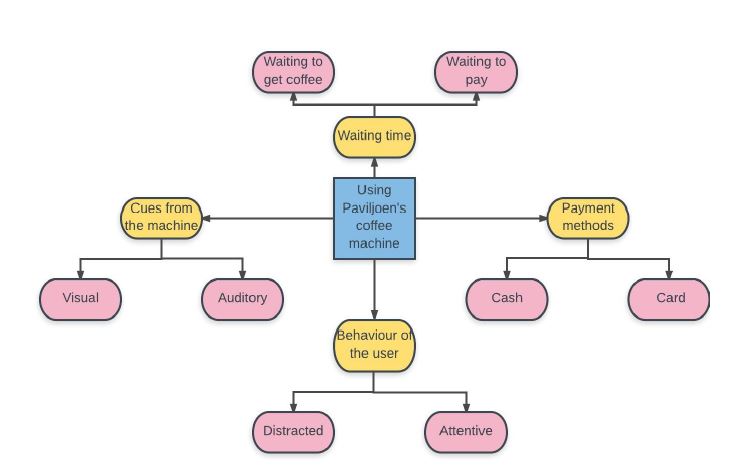 Waiting to
get coffee
Waiting to
pay
Waiting time
Using
Paviljoen's
coffee
machine
Cues from
the machine
Payment
methods
Visual
Auditory
Cash
Card
Behaviour of
the user
Distracted
Attentive